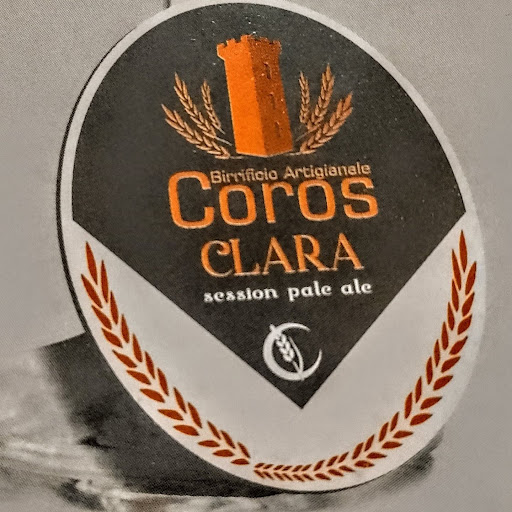 Birrificio Artigianale
Coros
CLARA
session pale ale